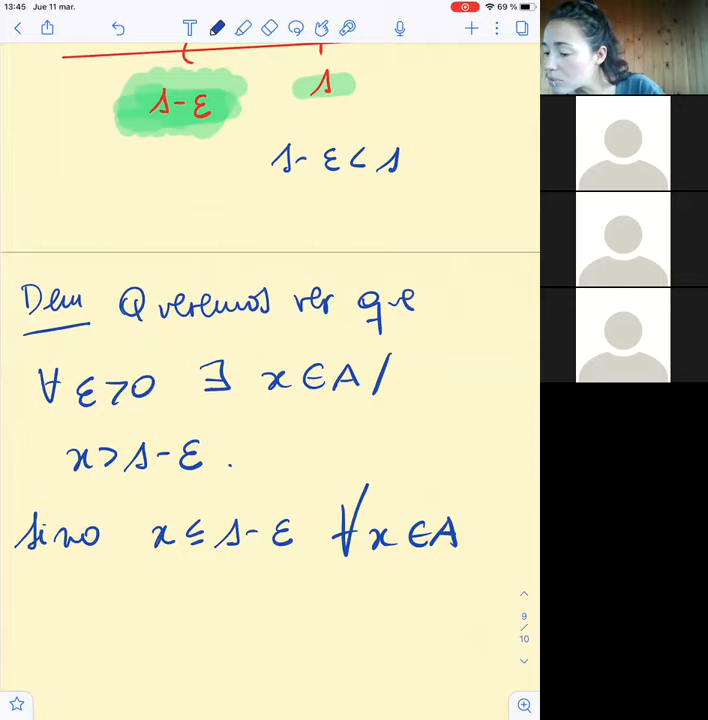 13:45 Jue 11 mar.
69 %
T
s-ε
s
s-ε<s
Dem Queremos ver que
∀ ε>0 ∃ x∈A/
x>s-ε.
sino x≤s-ε ∀x∈A
9
/
10